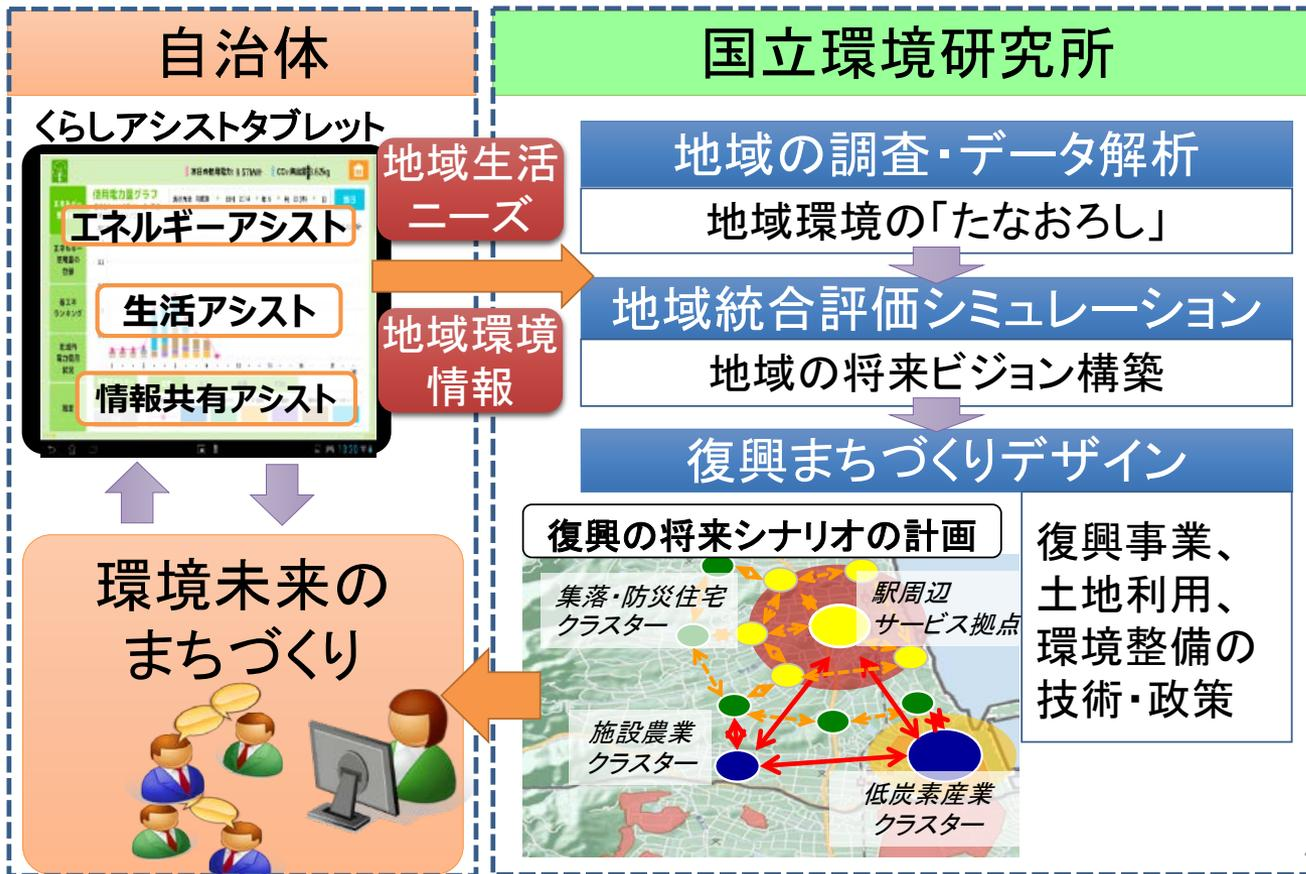 自治体
くらしアシストタブレット
使用電力量グラフ
エネルギーアシスト
生活アシスト
情報共有アシスト
13:50
地域生活
ニーズ
地域環境
情報
環境未来の
まちづくり
国立環境研究所
地域の調査・データ解析
地域環境の「たなおろし」
地域統合評価シミュレーション
地域の将来ビジョン構築
復興まちづくりデザイン
復興の将来シナリオの計画
集落・防災住宅
クラスター
駅周辺
サービス拠点
施設農業
クラスター
低炭素産業
クラスター
復興事業、
土地利用、
環境整備の
技術・政策